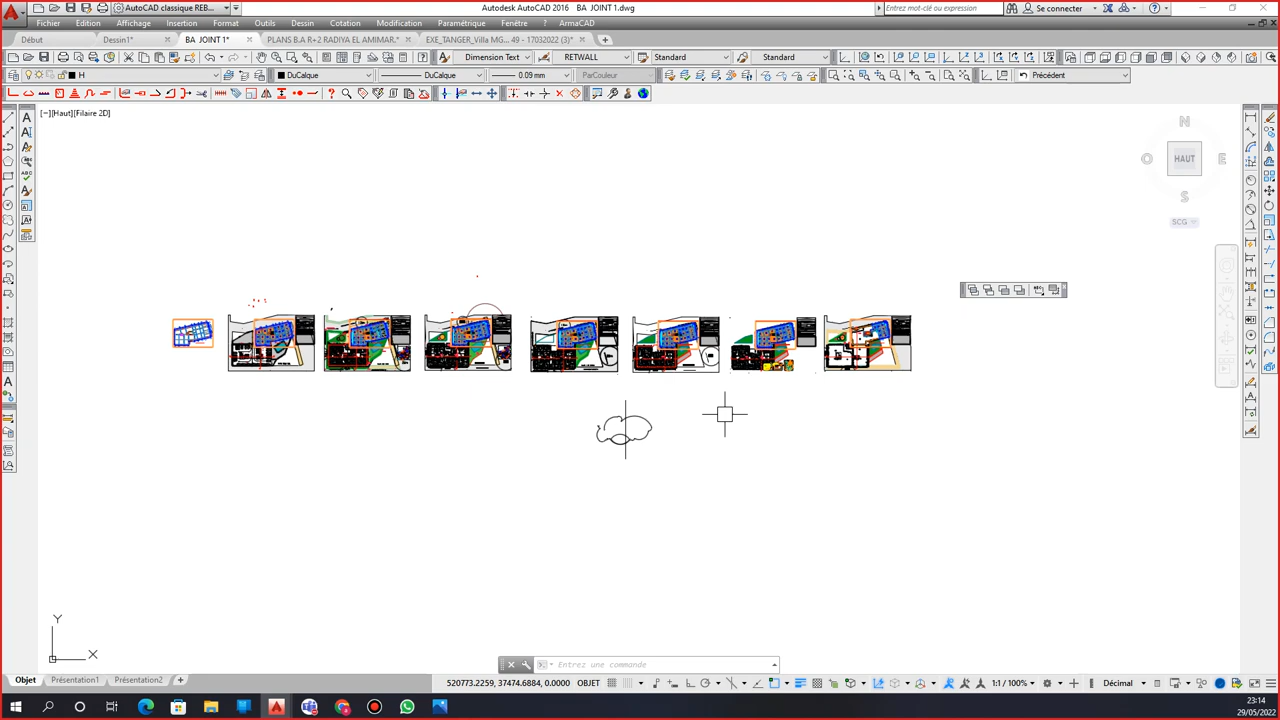 AutoCAD classique REB...
Autodesk AutoCAD 2016 BA JOINT 1.dwg
Entrez mot-clé ou expression
Se connecter
Fichier Edition Affichage Insertion Format Outils Dessin Cotation Modification Paramétrique Fenêtre ? ArmaCAD
Début Dessin1* BA JOINT 1* PLANS B.A R+2 RADIYA EL AMIMAR.* EXE_TANGER_Villa MG... 49 - 17032022 (3)*
Dimension Text RETWALL Standard Standard
H DuCalque DuCalque 0.09 mm ParCouleur Précédent
[−][Haut][Filaire 2D]
N
O HAUT E
S
SCG
Y
X
Entrez une commande
Objet Présentation1 Présentation2 +
520773.2259, 37474.6884, 0.0000 OBJET 1:1 / 100% Décimal
23:14
29/05/2022